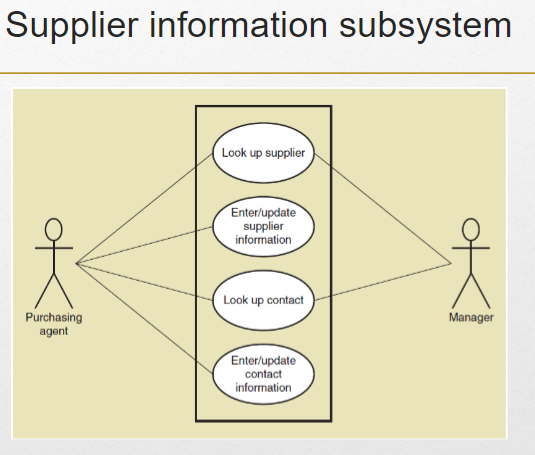 Supplier information subsystem
Look up supplier
Enter/update
supplier
information
Look up contact
Enter/update
contact
information
Purchasing
agent
Manager